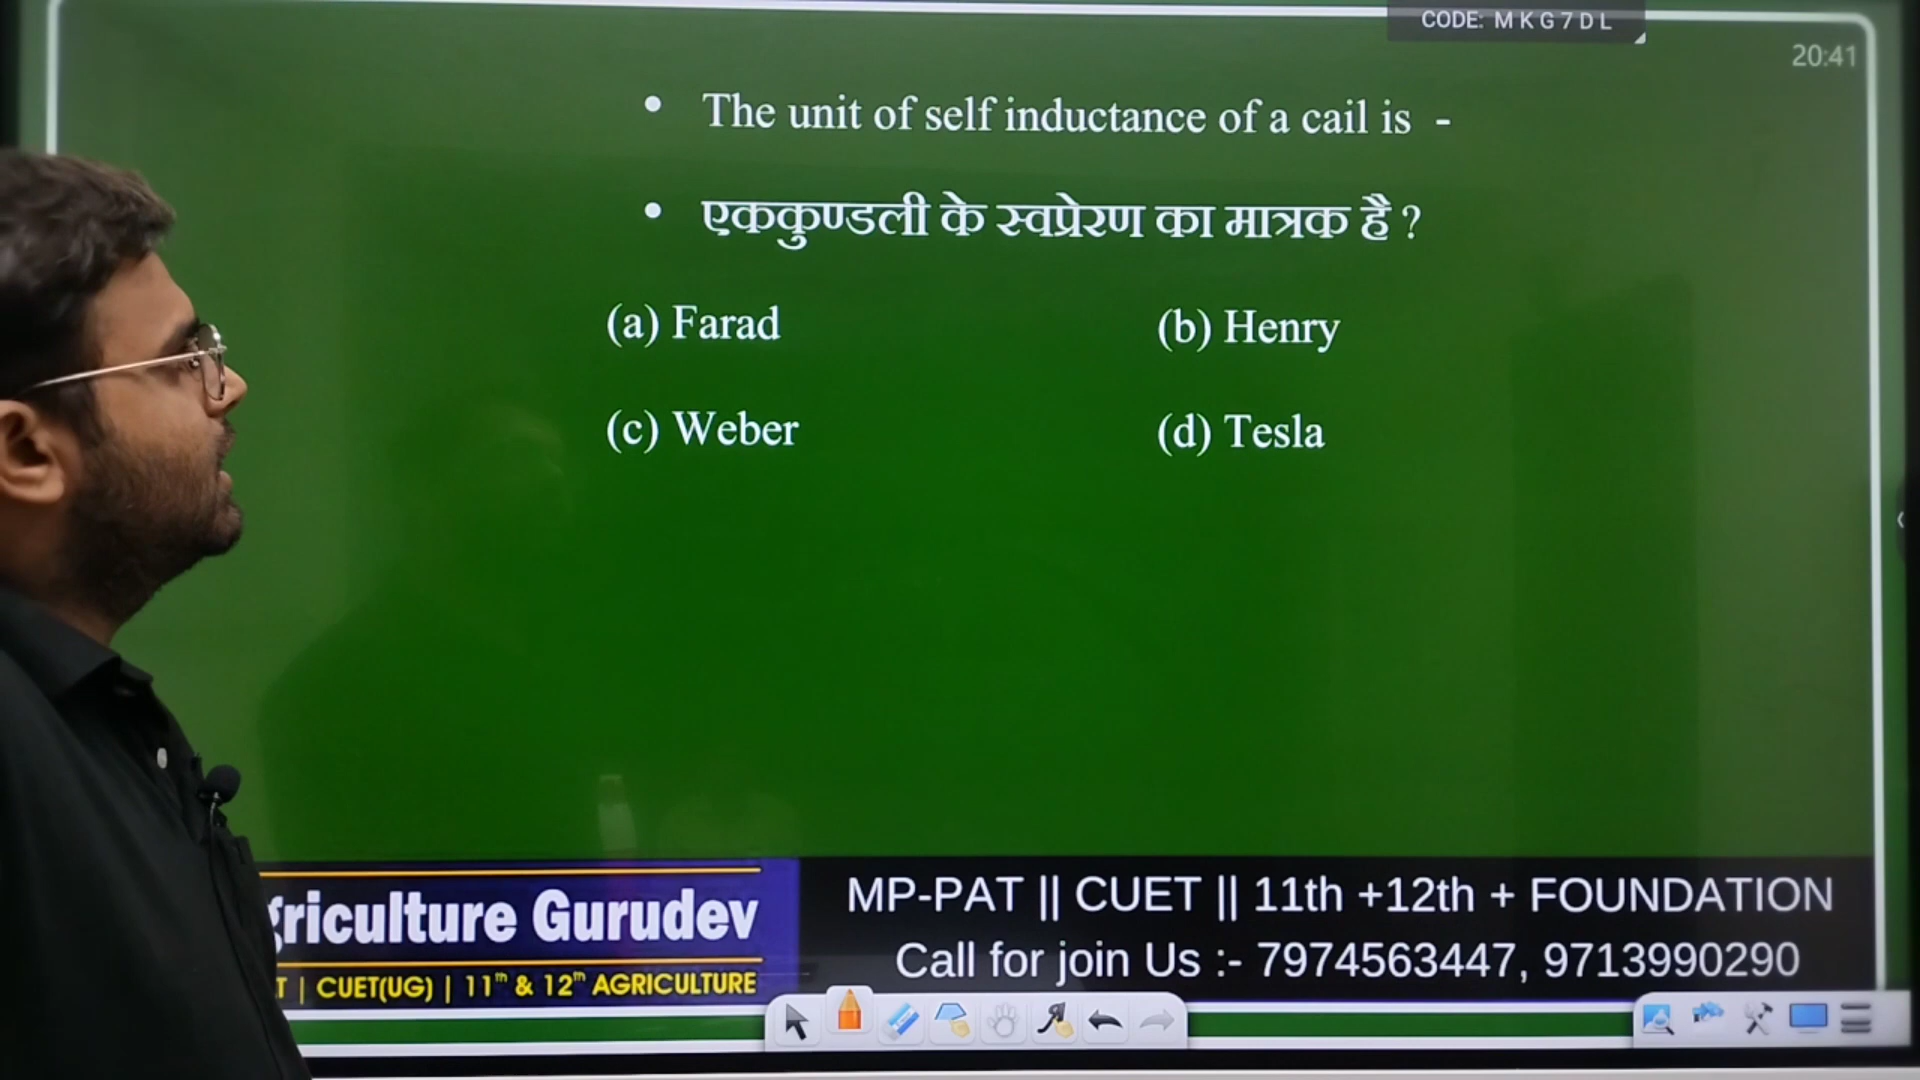 CODE: M K G 7 D L
20:41
• The unit of self inductance of a cail is -
• एककुण्डली के स्वप्रेरण का मात्रक है ?
(a) Farad (b) Henry
(c) Weber (d) Tesla
griculture Gurudev
T | CUET(UG) | 11th & 12th AGRICULTURE
MP-PAT || CUET || 11th +12th + FOUNDATION
Call for join Us :- 7974563447, 9713990290